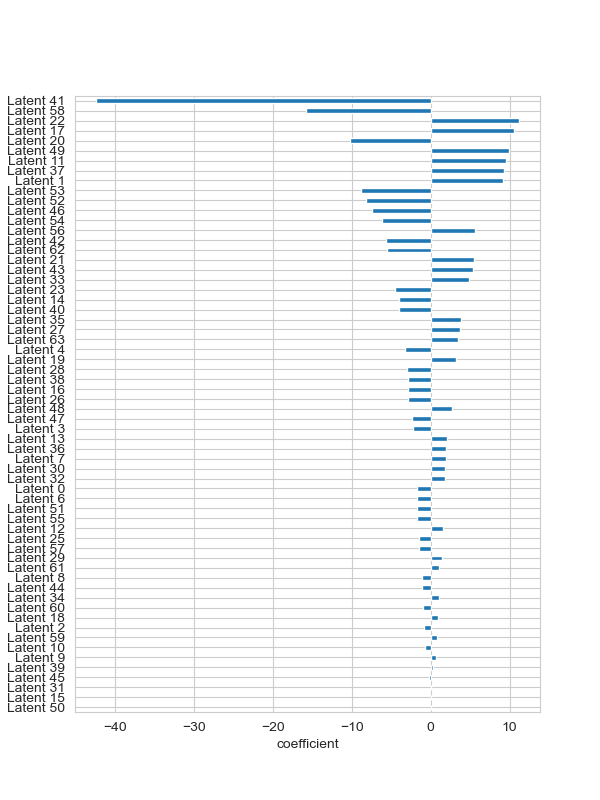 Latent 41
Latent 58
Latent 22
Latent 17
Latent 20
Latent 49
Latent 11
Latent 37
Latent 1
Latent 53
Latent 52
Latent 46
Latent 54
Latent 56
Latent 42
Latent 62
Latent 21
Latent 43
Latent 33
Latent 23
Latent 14
Latent 40
Latent 35
Latent 27
Latent 63
Latent 4
Latent 19
Latent 28
Latent 38
Latent 16
Latent 26
Latent 48
Latent 47
Latent 3
Latent 13
Latent 36
Latent 7
Latent 30
Latent 32
Latent 0
Latent 6
Latent 51
Latent 55
Latent 12
Latent 25
Latent 57
Latent 29
Latent 61
Latent 8
Latent 44
Latent 34
Latent 60
Latent 18
Latent 2
Latent 59
Latent 10
Latent 9
Latent 39
Latent 45
Latent 31
Latent 15
Latent 50
−40 −30 −20 −10 0 10
coefficient